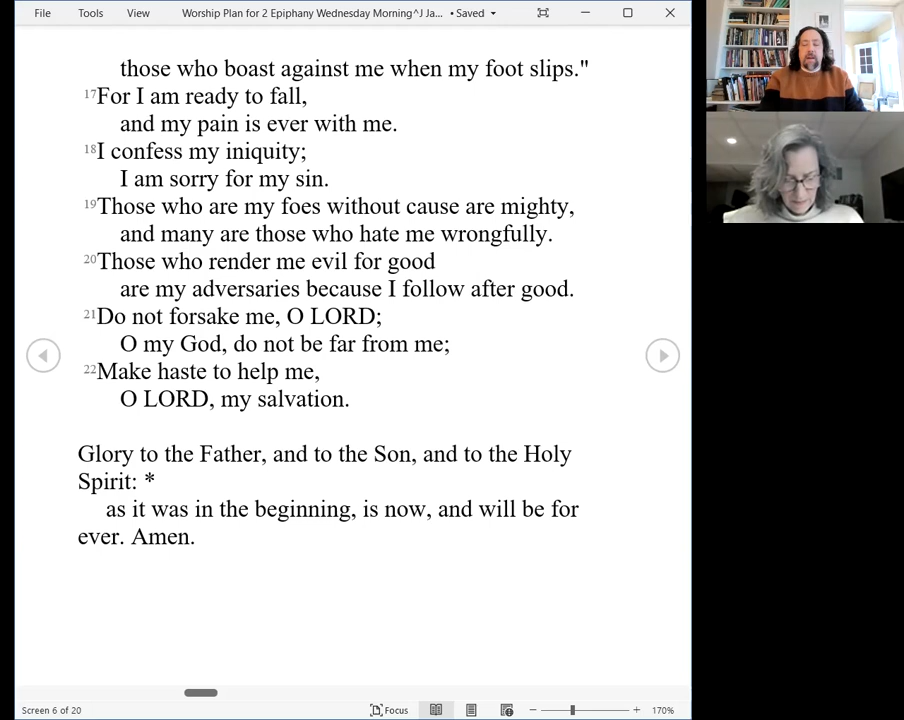 File Tools View Worship Plan for 2 Epiphany Wednesday Morning^J Ja... • Saved
those who boast against me when my foot slips."
17For I am ready to fall,
and my pain is ever with me.
18I confess my iniquity;
I am sorry for my sin.
19Those who are my foes without cause are mighty,
and many are those who hate me wrongfully.
20Those who render me evil for good
are my adversaries because I follow after good.
21Do not forsake me, O LORD;
O my God, do not be far from me;
22Make haste to help me,
O LORD, my salvation.
Glory to the Father, and to the Son, and to the Holy
Spirit: *
as it was in the beginning, is now, and will be for
ever. Amen.
Screen 6 of 20 Focus 170%